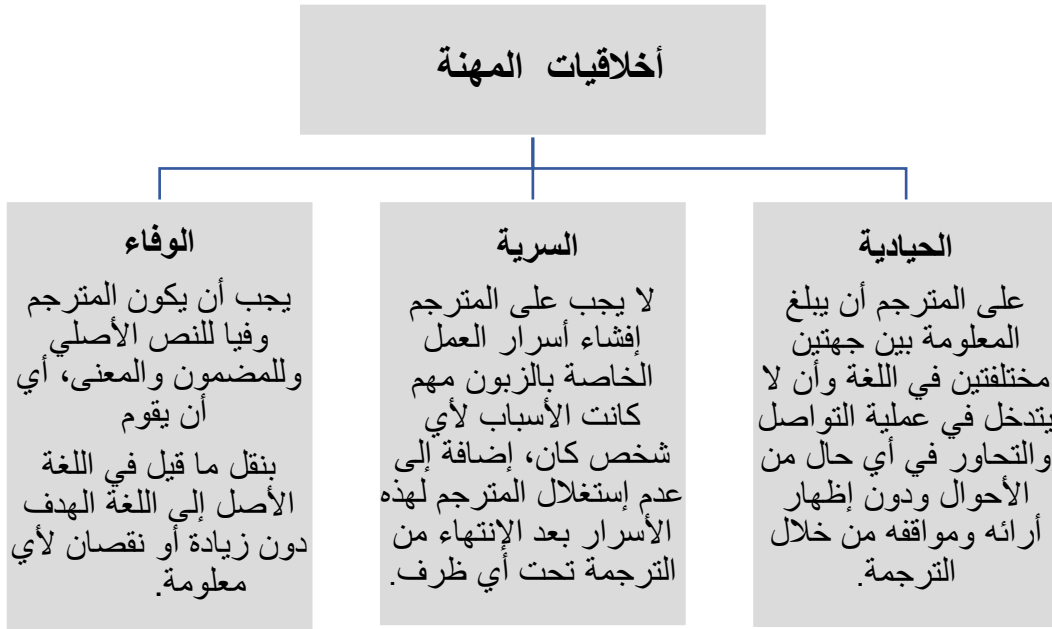 أخلاقيات المهنة
الحيادية
على المترجم أن يبلغ
المعلومة بين جهتين
مختلفتين في اللغة وأن لا
يتدخل في عملية التواصل
والتحاور في أي حال من
الأحوال ودون إظهار
أرائه ومواقفه من خلال
الترجمة.
السرية
لا يجب على المترجم
إفشاء أسرار العمل
الخاصة بالزبون مهم
كانت الأسباب لأي
شخص كان، إضافة إلى
عدم إستغلال المترجم لهذه
الأسرار بعد الإنتهاء من
الترجمة تحت أي ظرف.
الوفاء
يجب أن يكون المترجم
وفيا للنص الأصلي
وللمضمون والمعنى، أي
أن يقوم
بنقل ما قيل في اللغة
الأصل إلى اللغة الهدف
دون زيادة أو نقصان لأي
معلومة.